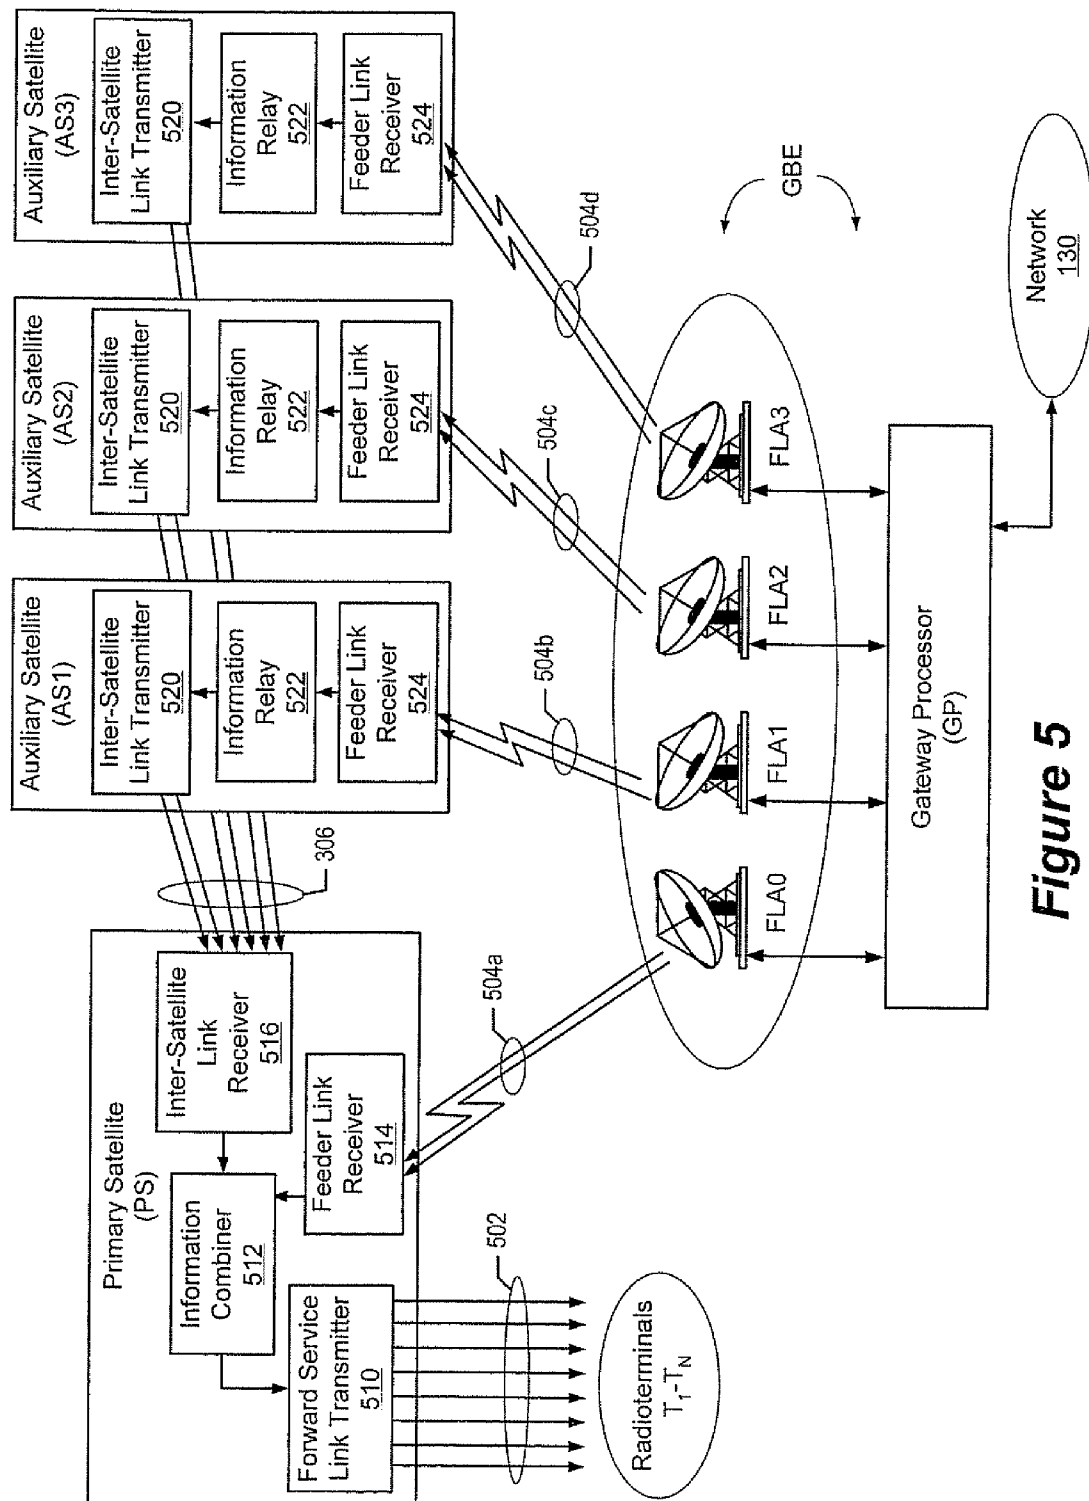 Primary Satellite
(PS)
Inter-Satellite
Link
Receiver
516
Information
Combiner
512
Feeder Link
Receiver
514
Forward Service
Link Transmitter
510
306
Auxiliary Satellite
(AS1)
Inter-Satellite
Link Transmitter
520
Information
Relay
522
Feeder Link
Receiver
524
Auxiliary Satellite
(AS2)
Inter-Satellite
Link Transmitter
520
Information
Relay
522
Feeder Link
Receiver
524
Auxiliary Satellite
(AS3)
Inter-Satellite
Link Transmitter
520
Information
Relay
522
Feeder Link
Receiver
524
502
504a
504b
504c
504d
Radioterminals
T1-TN
FLA0
FLA1
FLA2
FLA3
GBE
Gateway Processor
(GP)
Network
130
Figure 5